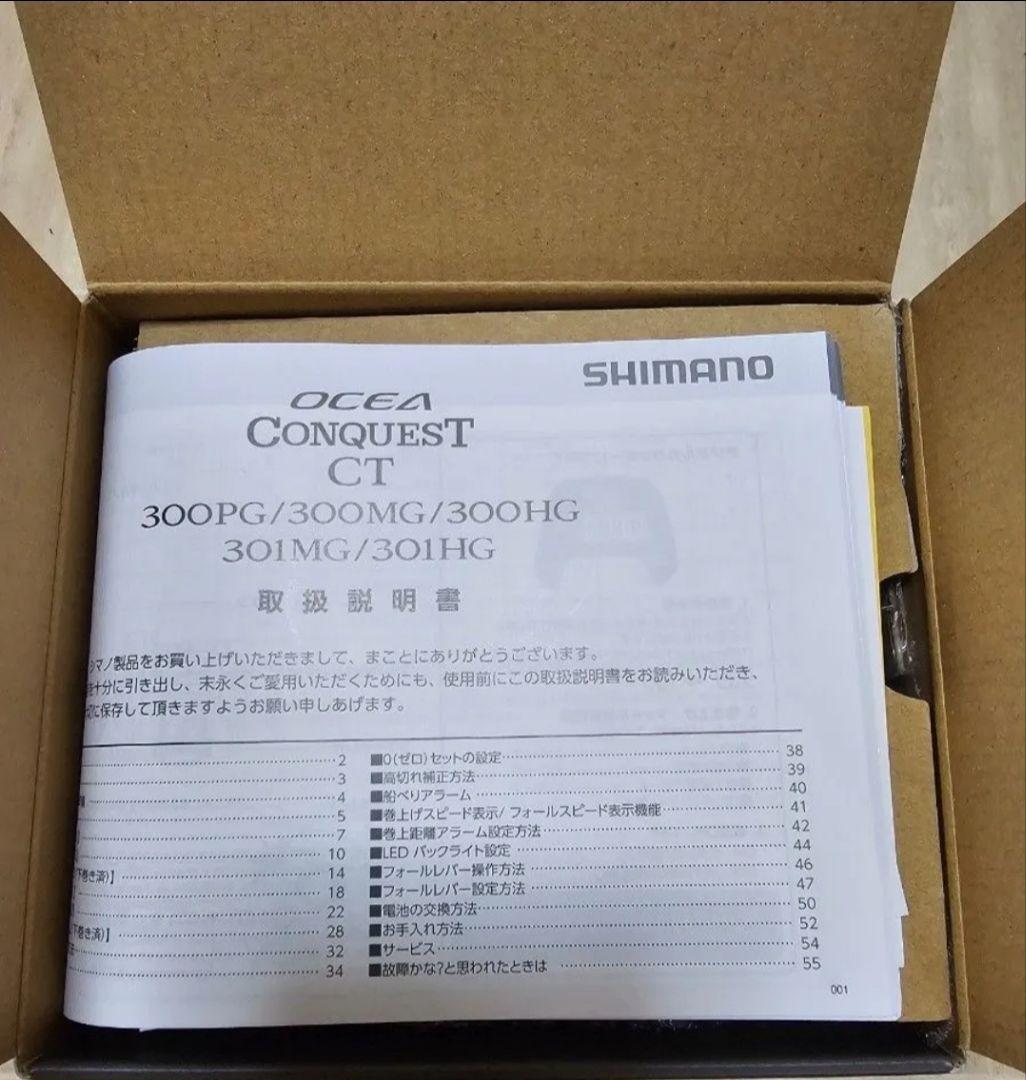 SHIMANO
OCEA
CONQUEST
CT
300PG/300MG/300HG
301MG/301HG
取扱説明書
シマノ製品をお買い上げいただきまして、まことにありがとうございます。
を十分に引き出し、末永くご愛用いただくためにも、使用前にこの取扱説明書をお読みいただき、
に保存して頂きますようお願い申しあげます。
2
3
4
5
7
10
下巻き済)】 14
18
22
下巻き済)】 28
32
34
■0(ゼロ)セットの設定 38
■高切れ補正方法 39
■船べりアラーム 40
■巻上げスピード表示/ フォールスピード表示機能 41
■巻上距離アラーム設定方法 42
■LED バックライト設定 44
■フォールレバー操作方法 46
■フォールレバー設定方法 47
■電池の交換方法 50
■お手入れ方法 52
■サービス 54
■故障かな?と思われたときは 55
001